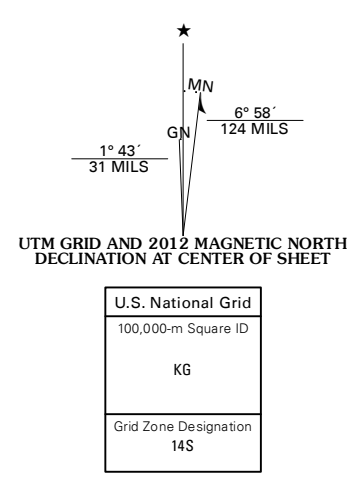 MN
6° 58´
124 MILS
GN
1° 43´
31 MILS
UTM GRID AND 2012 MAGNETIC NORTH
DECLINATION AT CENTER OF SHEET
U.S. National Grid
100,000-m Square ID
KG
Grid Zone Designation
14S